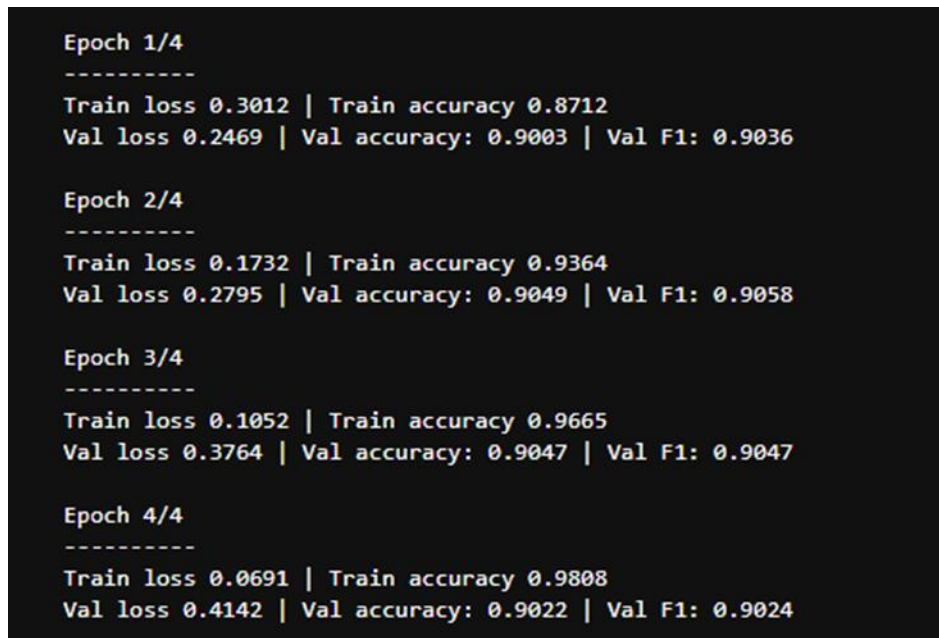 Epoch 1/4
----------
Train loss 0.3012 | Train accuracy 0.8712
Val loss 0.2469 | Val accuracy: 0.9003 | Val F1: 0.9036
Epoch 2/4
----------
Train loss 0.1732 | Train accuracy 0.9364
Val loss 0.2795 | Val accuracy: 0.9049 | Val F1: 0.9058
Epoch 3/4
----------
Train loss 0.1052 | Train accuracy 0.9665
Val loss 0.3764 | Val accuracy: 0.9047 | Val F1: 0.9047
Epoch 4/4
----------
Train loss 0.0691 | Train accuracy 0.9808
Val loss 0.4142 | Val accuracy: 0.9022 | Val F1: 0.9024